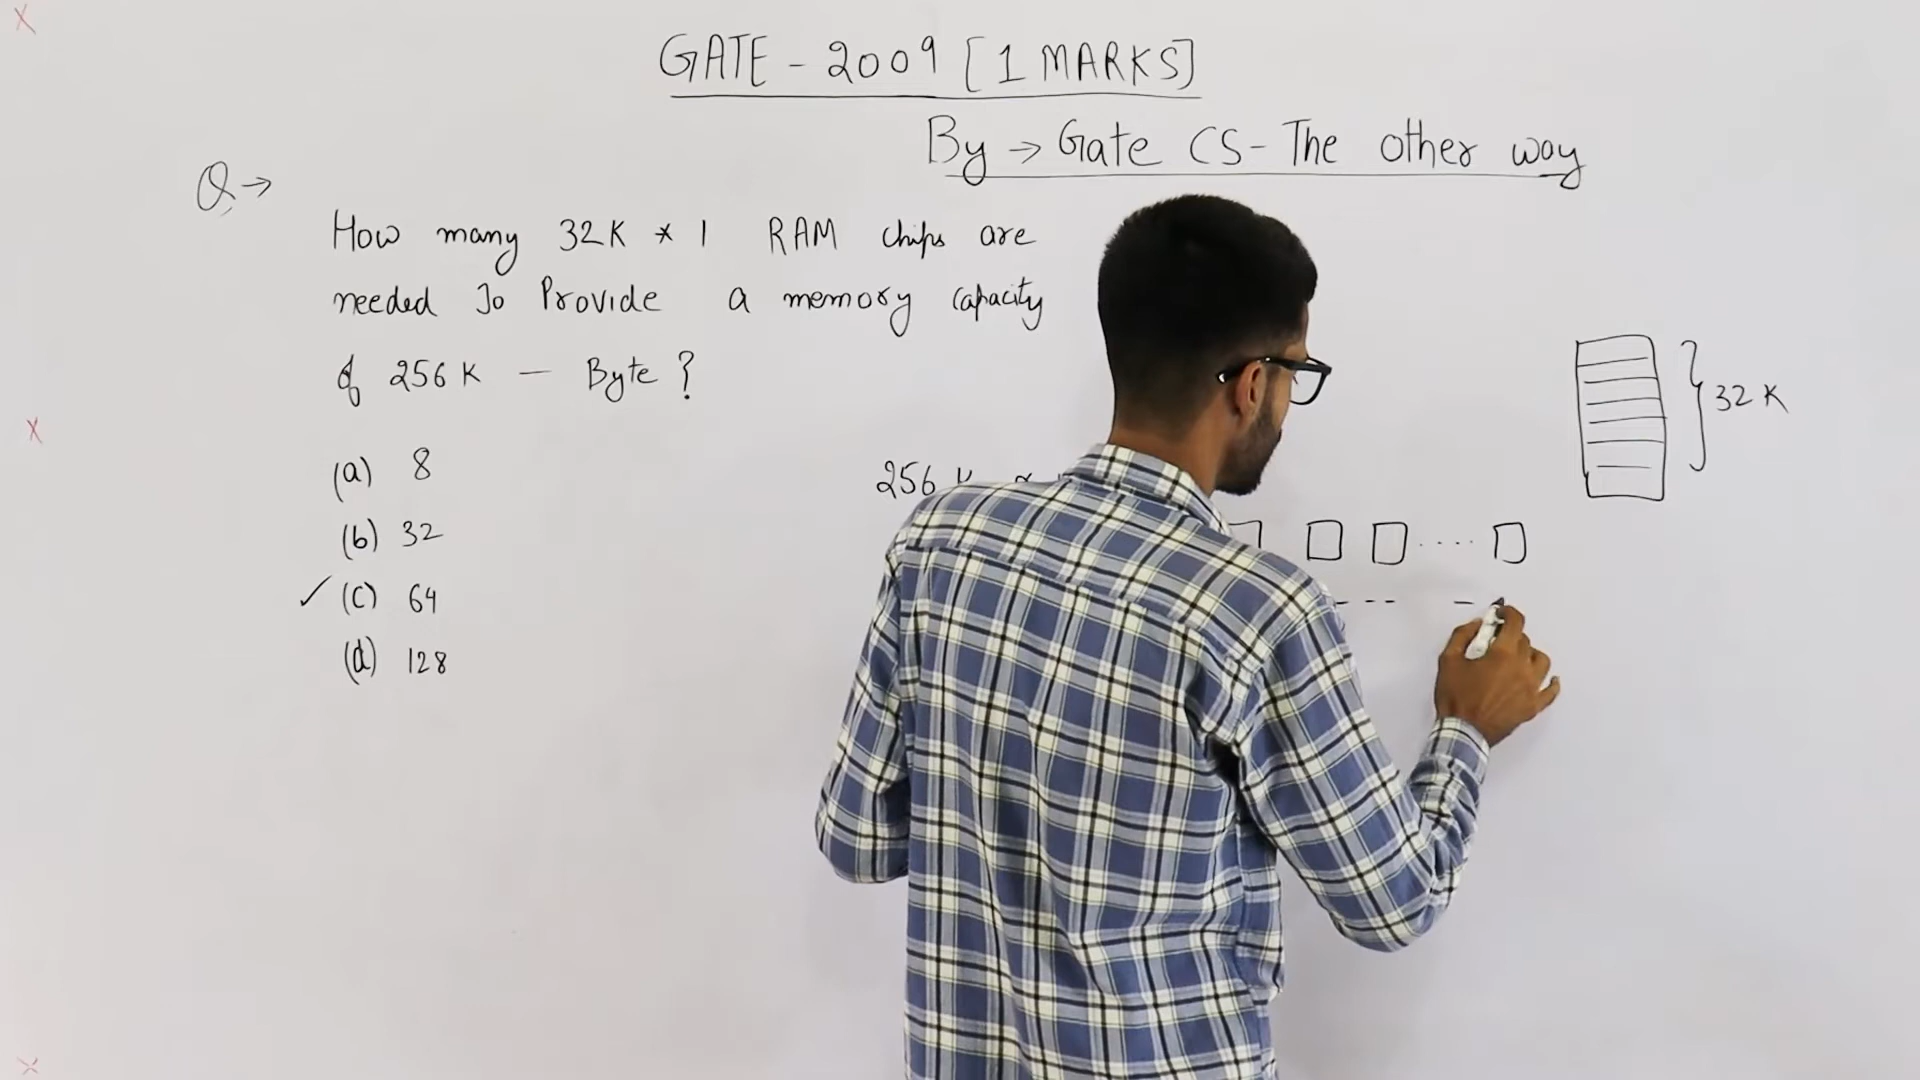 GATE - 2009 [1 MARKS]
By → Gate CS - The other way
Q →
How many 32K * 1 RAM chips are
needed To Provide a memory capacity
of 256 K - Byte ?
(a) 8
(b) 32
✓ (c) 64
(d) 128
256
32 K